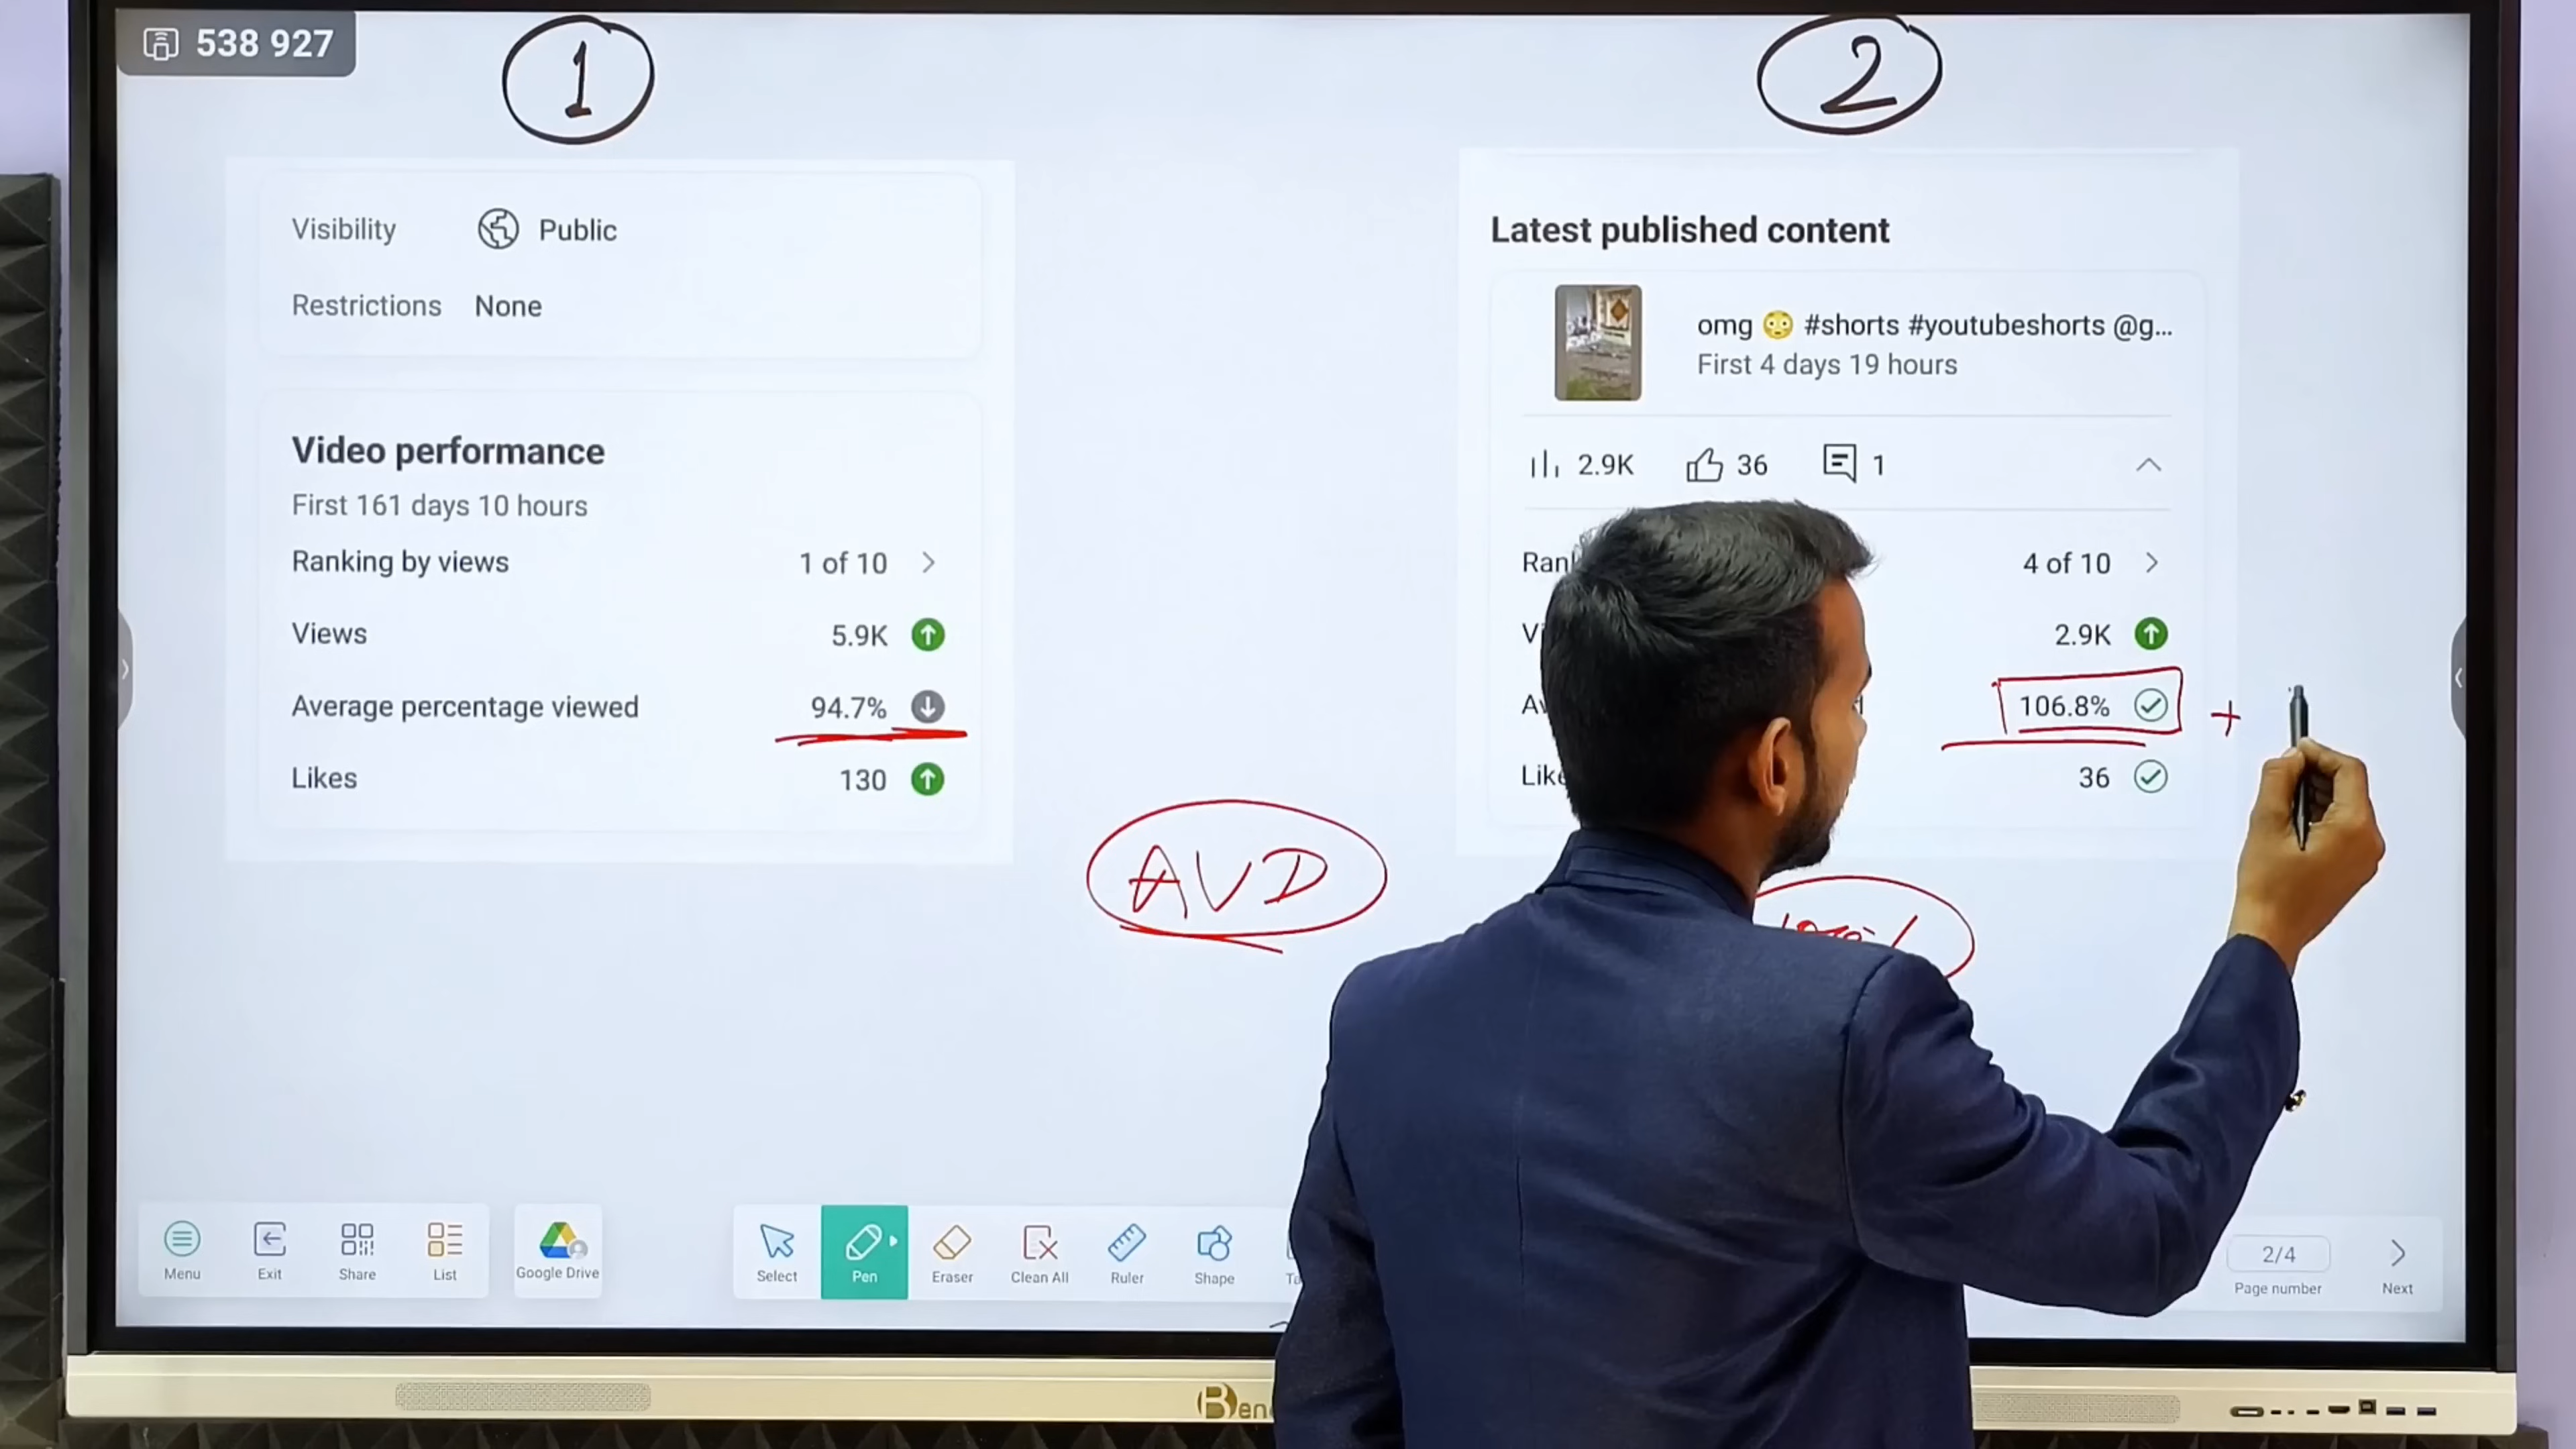 538 927
1
2
Visibility Public
Restrictions None
Video performance
First 161 days 10 hours
Ranking by views 1 of 10
Views 5.9K
Average percentage viewed 94.7%
Likes 130
Latest published content
omg 😳 #shorts #youtubeshorts @g...
First 4 days 19 hours
2.9K 36 1
4 of 10
2.9K
106.8% +
36
AVD
Menu Exit Share List Google Drive Select Pen Eraser Clean All Ruler Shape
2/4
Page number Next